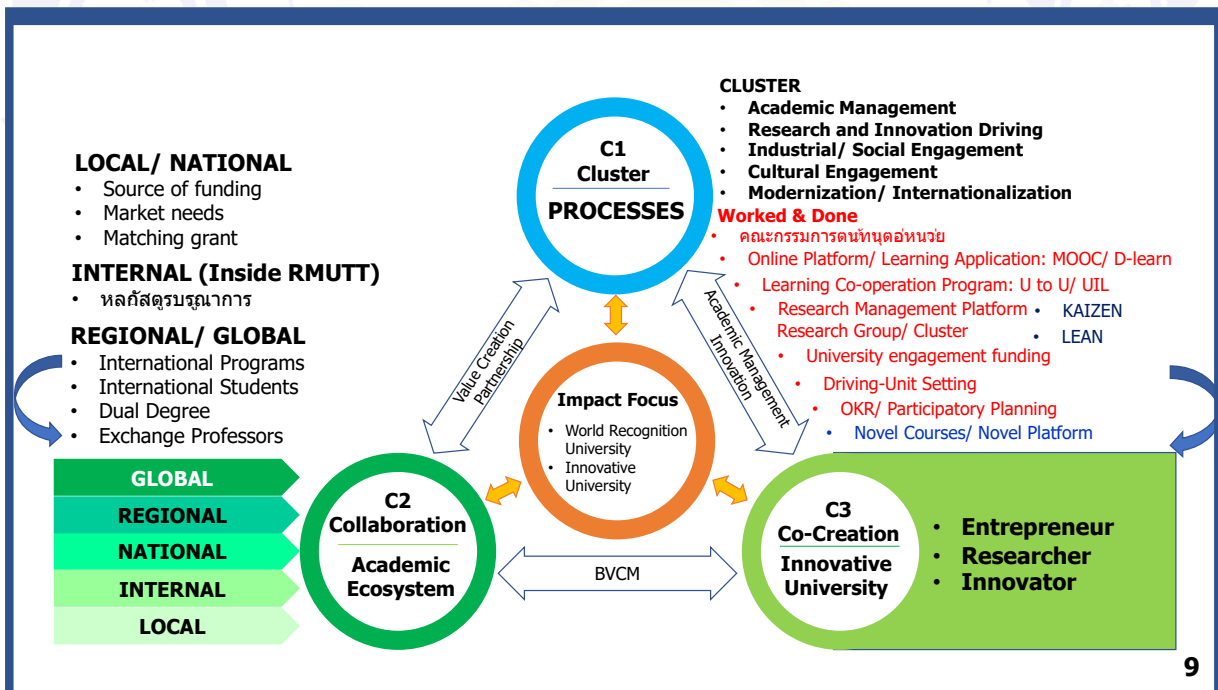 LOCAL/ NATIONAL
• Source of funding
• Market needs
• Matching grant
INTERNAL (Inside RMUTT)
• หลกัสตูรบรูณาการ
REGIONAL/ GLOBAL
• International Programs
• International Students
• Dual Degree
• Exchange Professors
GLOBAL
REGIONAL
NATIONAL
INTERNAL
LOCAL
C1
Cluster
PROCESSES
Value Creation
Partnership
Academic Management
Innovation
Impact Focus
• World Recognition
University
• Innovative
University
C2
Collaboration
Academic
Ecosystem
BVCM
C3
Co-Creation
Innovative
University
CLUSTER
• Academic Management
• Research and Innovation Driving
• Industrial/ Social Engagement
• Cultural Engagement
• Modernization/ Internationalization
Worked & Done
• คณะกรรมการตนท้นุตอ่หนวย่
• Online Platform/ Learning Application: MOOC/ D-learn
• Learning Co-operation Program: U to U/ UIL
• Research Management Platform
Research Group/ Cluster
• KAIZEN
• LEAN
• University engagement funding
• Driving-Unit Setting
• OKR/ Participatory Planning
• Novel Courses/ Novel Platform
• Entrepreneur
• Researcher
• Innovator
9